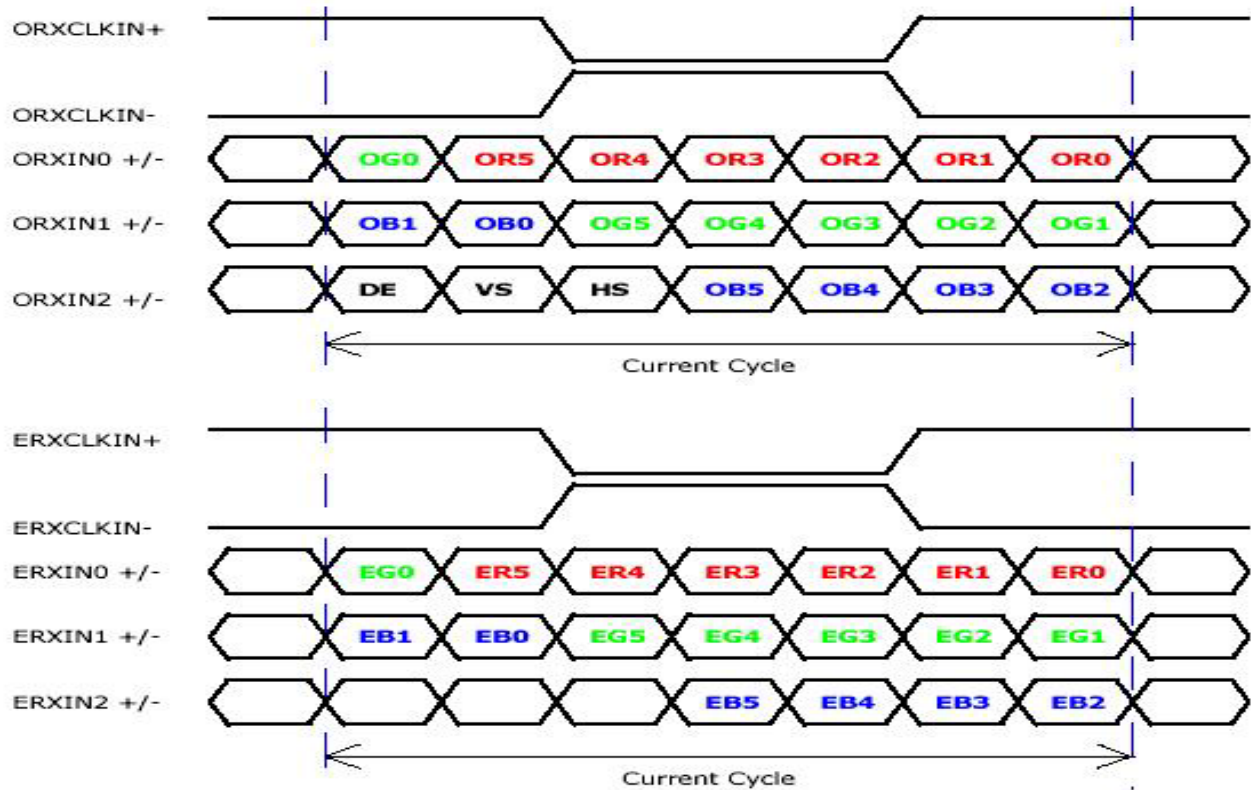 ORXCLKIN+
ORXCLKIN-
ORXIN0 +/- OG0 OR5 OR4 OR3 OR2 OR1 OR0
ORXIN1 +/- OB1 OB0 OG5 OG4 OG3 OG2 OG1
ORXIN2 +/- DE VS HS OB5 OB4 OB3 OB2
Current Cycle
ERXCLKIN+
ERXCLKIN-
ERXIN0 +/- EG0 ER5 ER4 ER3 ER2 ER1 ER0
ERXIN1 +/- EB1 EB0 EG5 EG4 EG3 EG2 EG1
ERXIN2 +/- EB5 EB4 EB3 EB2
Current Cycle